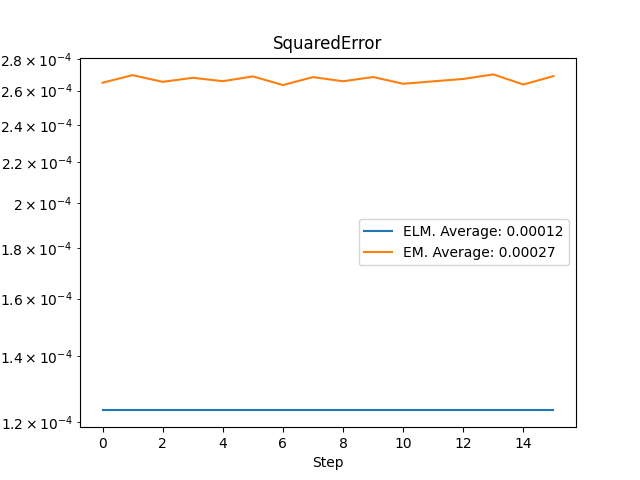 SquaredError
2.8 × 10⁻⁴
2.6 × 10⁻⁴
2.4 × 10⁻⁴
2.2 × 10⁻⁴
2 × 10⁻⁴
1.8 × 10⁻⁴
1.6 × 10⁻⁴
1.4 × 10⁻⁴
1.2 × 10⁻⁴
ELM. Average: 0.00012
EM. Average: 0.00027
0 2 4 6 8 10 12 14
Step